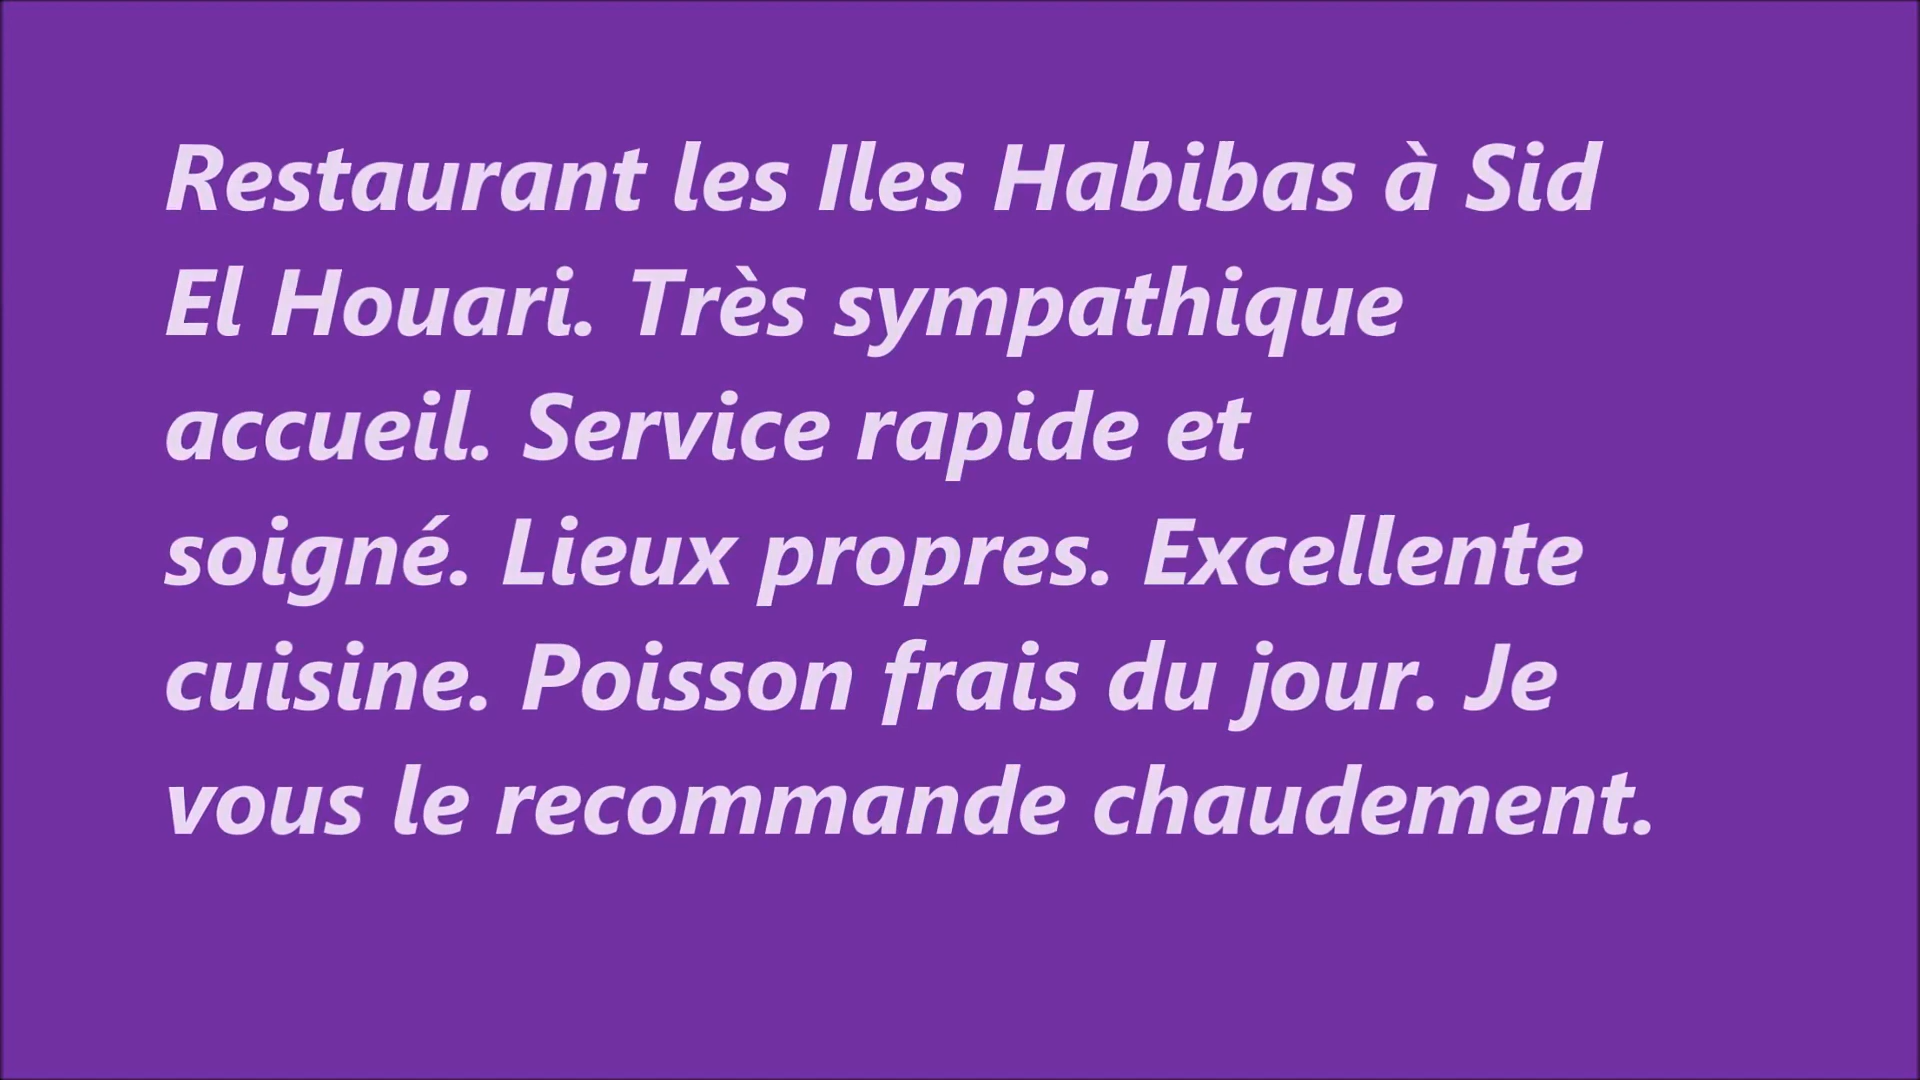 Restaurant les Iles Habibas à Sid
El Houari. Très sympathique
accueil. Service rapide et
soigné. Lieux propres. Excellente
cuisine. Poisson frais du jour. Je
vous le recommande chaudement.